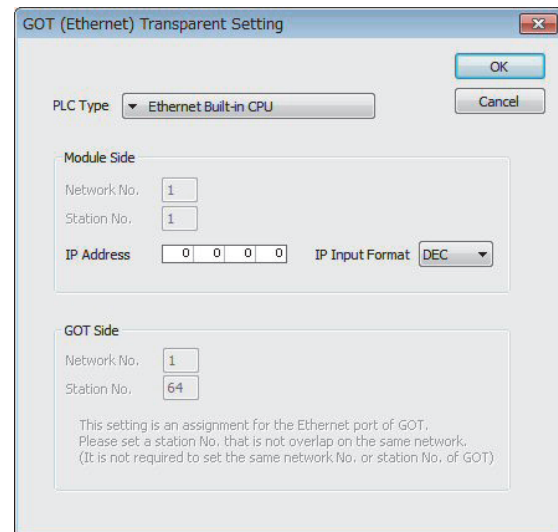 GOT (Ethernet) Transparent Setting
OK
PLC Type Ethernet Built-in CPU Cancel
Module Side
Network No. 1
Station No. 1
IP Address 0 0 0 0 IP Input Format DEC
GOT Side
Network No. 1
Station No. 64
This setting is an assignment for the Ethernet port of GOT.
Please set a station No. that is not overlap on the same network.
(It is not required to set the same network No. or station No. of GOT)